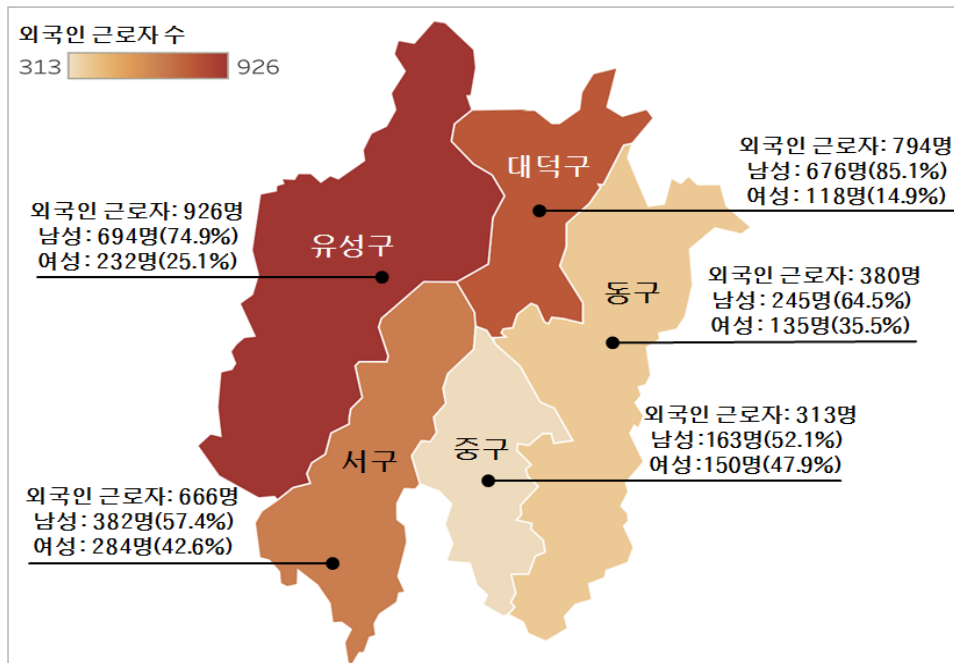 외국인 근로자 수
313 926
대덕구
외국인 근로자: 794명
남성: 676명(85.1%)
여성: 118명(14.9%)
유성구
외국인 근로자: 926명
남성: 694명(74.9%)
여성: 232명(25.1%)
동구
외국인 근로자: 380명
남성: 245명(64.5%)
여성: 135명(35.5%)
중구
외국인 근로자: 313명
남성:163명(52.1%)
여성:150명(47.9%)
서구
외국인 근로자: 666명
남성: 382명(57.4%)
여성: 284명(42.6%)